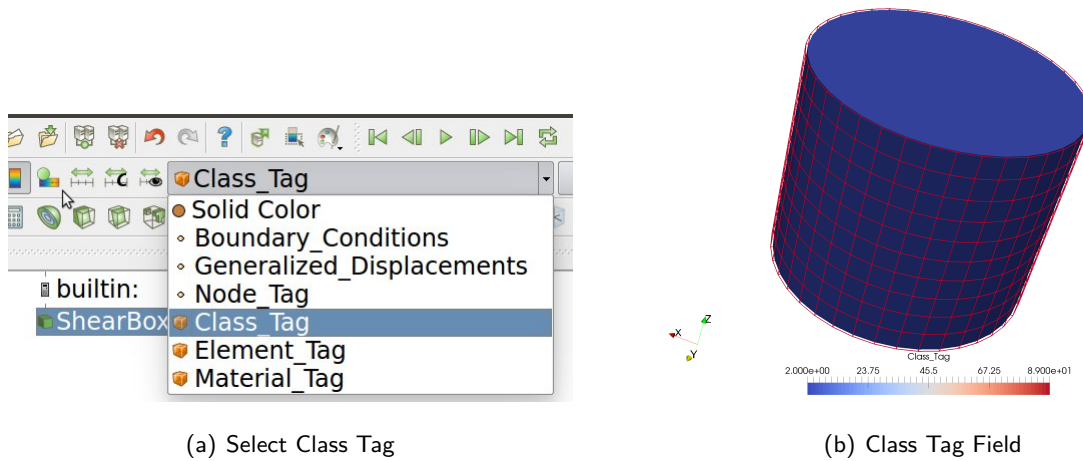 Class_Tag
Solid Color
Boundary_Conditions
Generalized_Displacements
Node_Tag
Class_Tag
Element_Tag
Material_Tag
builtin:
ShearBox
(a) Select Class Tag
X
Z
Y
Class_Tag
2.000e+00 23.75 45.5 67.25 8.900e+01
(b) Class Tag Field